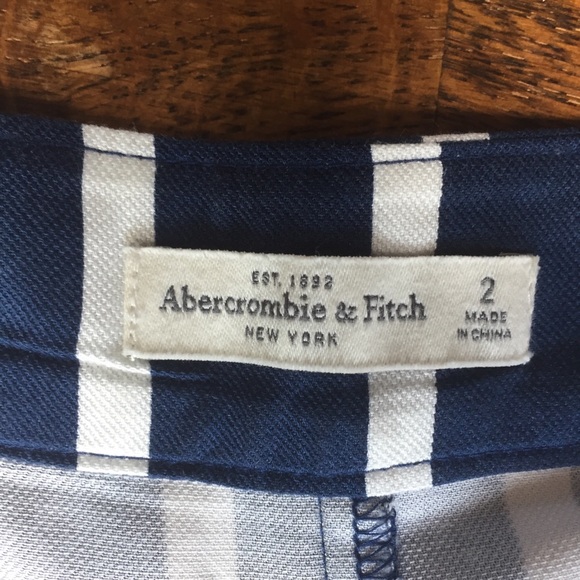 EST. 1892
Abercrombie & Fitch
NEW YORK
2
MADE
IN CHINA